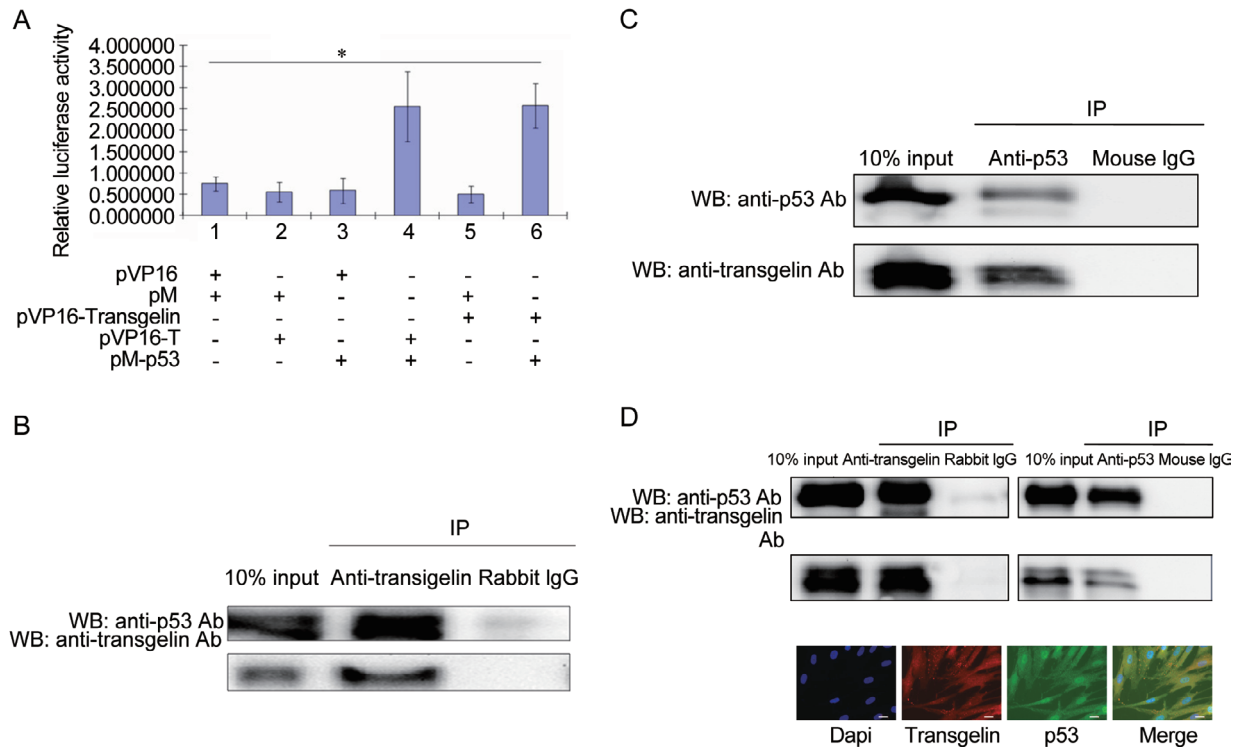 A
Relative luciferase activity
4.000000
3.500000
3.000000
2.500000
2.000000
1.500000
1.000000
0.500000
0.000000
*
1 2 3 4 5 6
pVP16 + - + - - -
pM + + - - + -
pVP16-Transgelin - - - - + +
pVP16-T - + - + - -
pM-p53 - - + + - +
B
IP
10% input Anti-transigelin Rabbit IgG
WB: anti-p53 Ab
WB: anti-transgelin Ab
C
IP
10% input Anti-p53 Mouse IgG
WB: anti-p53 Ab
WB: anti-transgelin Ab
D
IP IP
10% input Anti-transgelin Rabbit IgG 10% input Anti-p53 Mouse IgG
WB: anti-p53 Ab
WB: anti-transgelin
Ab
Dapi Transgelin p53 Merge